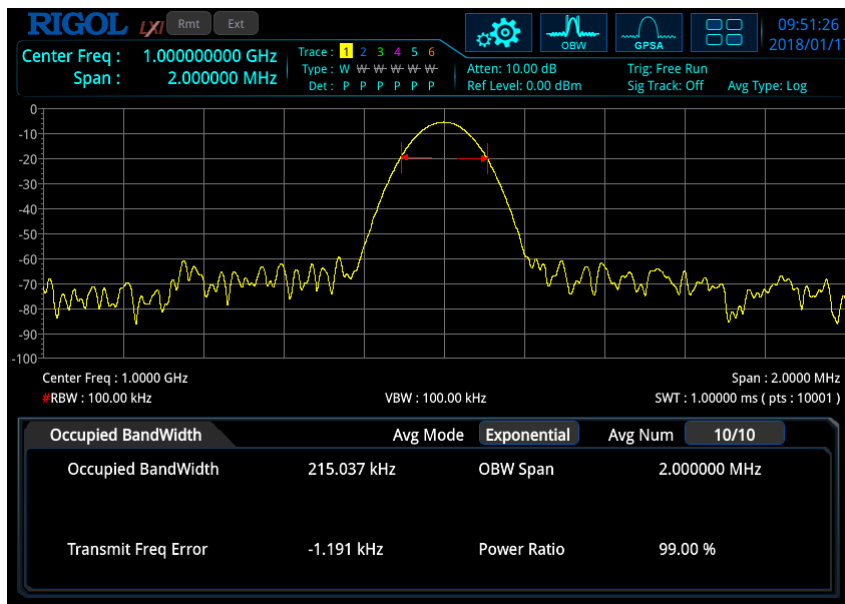 RIGOL LXI Rmt Ext
09:51:26
OBW GPSA
2018/01/1
Center Freq : 1.000000000 GHz
Span : 2.000000 MHz
Trace : 1 2 3 4 5 6
Type : W W W W W W
Det : P P P P P P
Atten: 10.00 dB
Ref Level: 0.00 dBm
Trig: Free Run
Sig Track: Off Avg Type: Log
0
-10
-20
-30
-40
-50
-60
-70
-80
-90
-100
Center Freq : 1.0000 GHz Span : 2.0000 MHz
#RBW : 100.00 kHz VBW : 100.00 kHz SWT : 1.00000 ms ( pts : 10001 )
Occupied BandWidth Avg Mode Exponential Avg Num 10/10
Occupied BandWidth 215.037 kHz OBW Span 2.000000 MHz
Transmit Freq Error -1.191 kHz Power Ratio 99.00 %